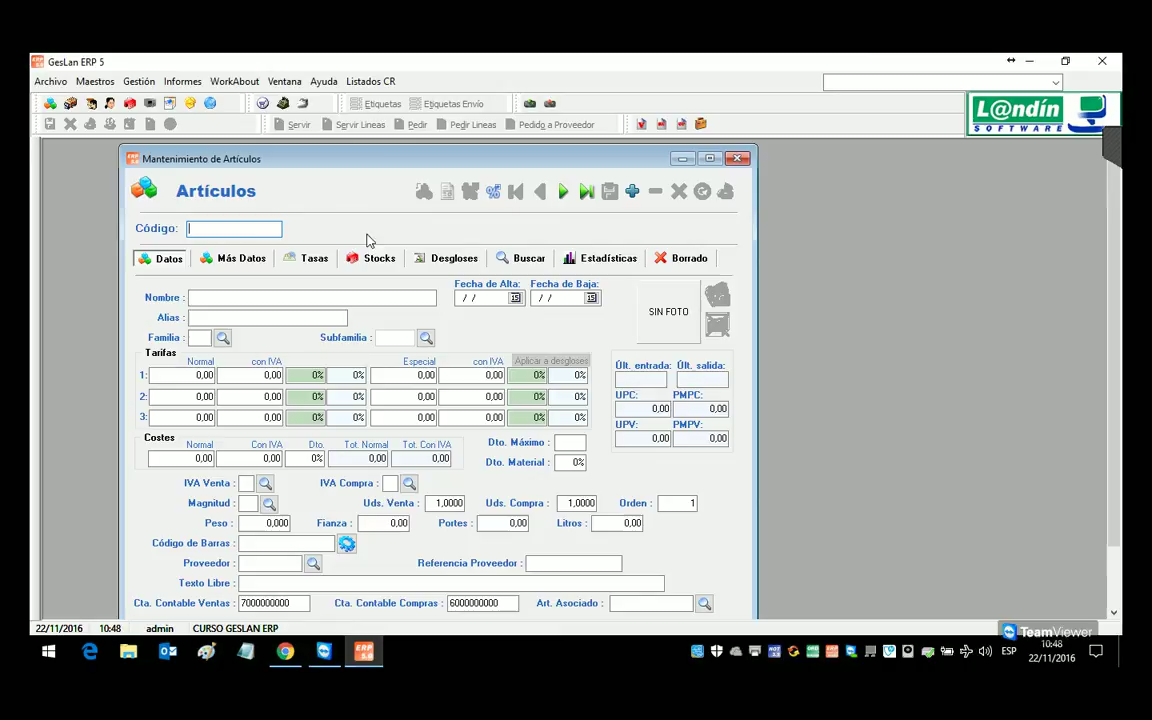 GesLan ERP 5
Archivo Maestros Gestión Informes WorkAbout Ventana Ayuda Listados CR
Etiquetas Etiquetas Envío
Servir Servir Lineas Pedir Pedir Lineas Pedido a Proveedor
L@ndín
SOFTWARE
Mantenimiento de Artículos
Artículos
Código:
Datos Más Datos Tasas Stocks Desgloses Buscar Estadísticas Borrado
Fecha de Alta: Fecha de Baja:
Nombre : / / 15 / / 15
SIN FOTO
Alias :
Familia : Subfamilia :
Tarifas
Normal con IVA Especial con IVA Aplicar a desgloses
1: 0,00 0,00 0% 0% 0,00 0,00 0% 0%
2: 0,00 0,00 0% 0% 0,00 0,00 0% 0%
3: 0,00 0,00 0% 0% 0,00 0,00 0% 0%
Últ. entrada: Últ. salida:
UPC: PMPC:
0,00 0,00
UPV: PMPV:
0,00 0,00
Costes
Normal Con IVA Dto. Tot. Normal Tot. Con IVA
0,00 0,00 0% 0,00 0,00
Dto. Máximo :
Dto. Material : 0%
IVA Venta : IVA Compra :
Magnitud : Uds. Venta : 1,0000 Uds. Compra : 1,0000 Orden : 1
Peso : 0,000 Fianza : 0,00 Portes : 0,00 Litros : 0,00
Código de Barras :
Proveedor : Referencia Proveedor :
Texto Libre :
Cta. Contable Ventas : 7000000000 Cta. Contable Compras : 6000000000 Art. Asociado :
22/11/2016 10:48 admin CURSO GESLAN ERP
TeamViewer
ESP
10:48
22/11/2016